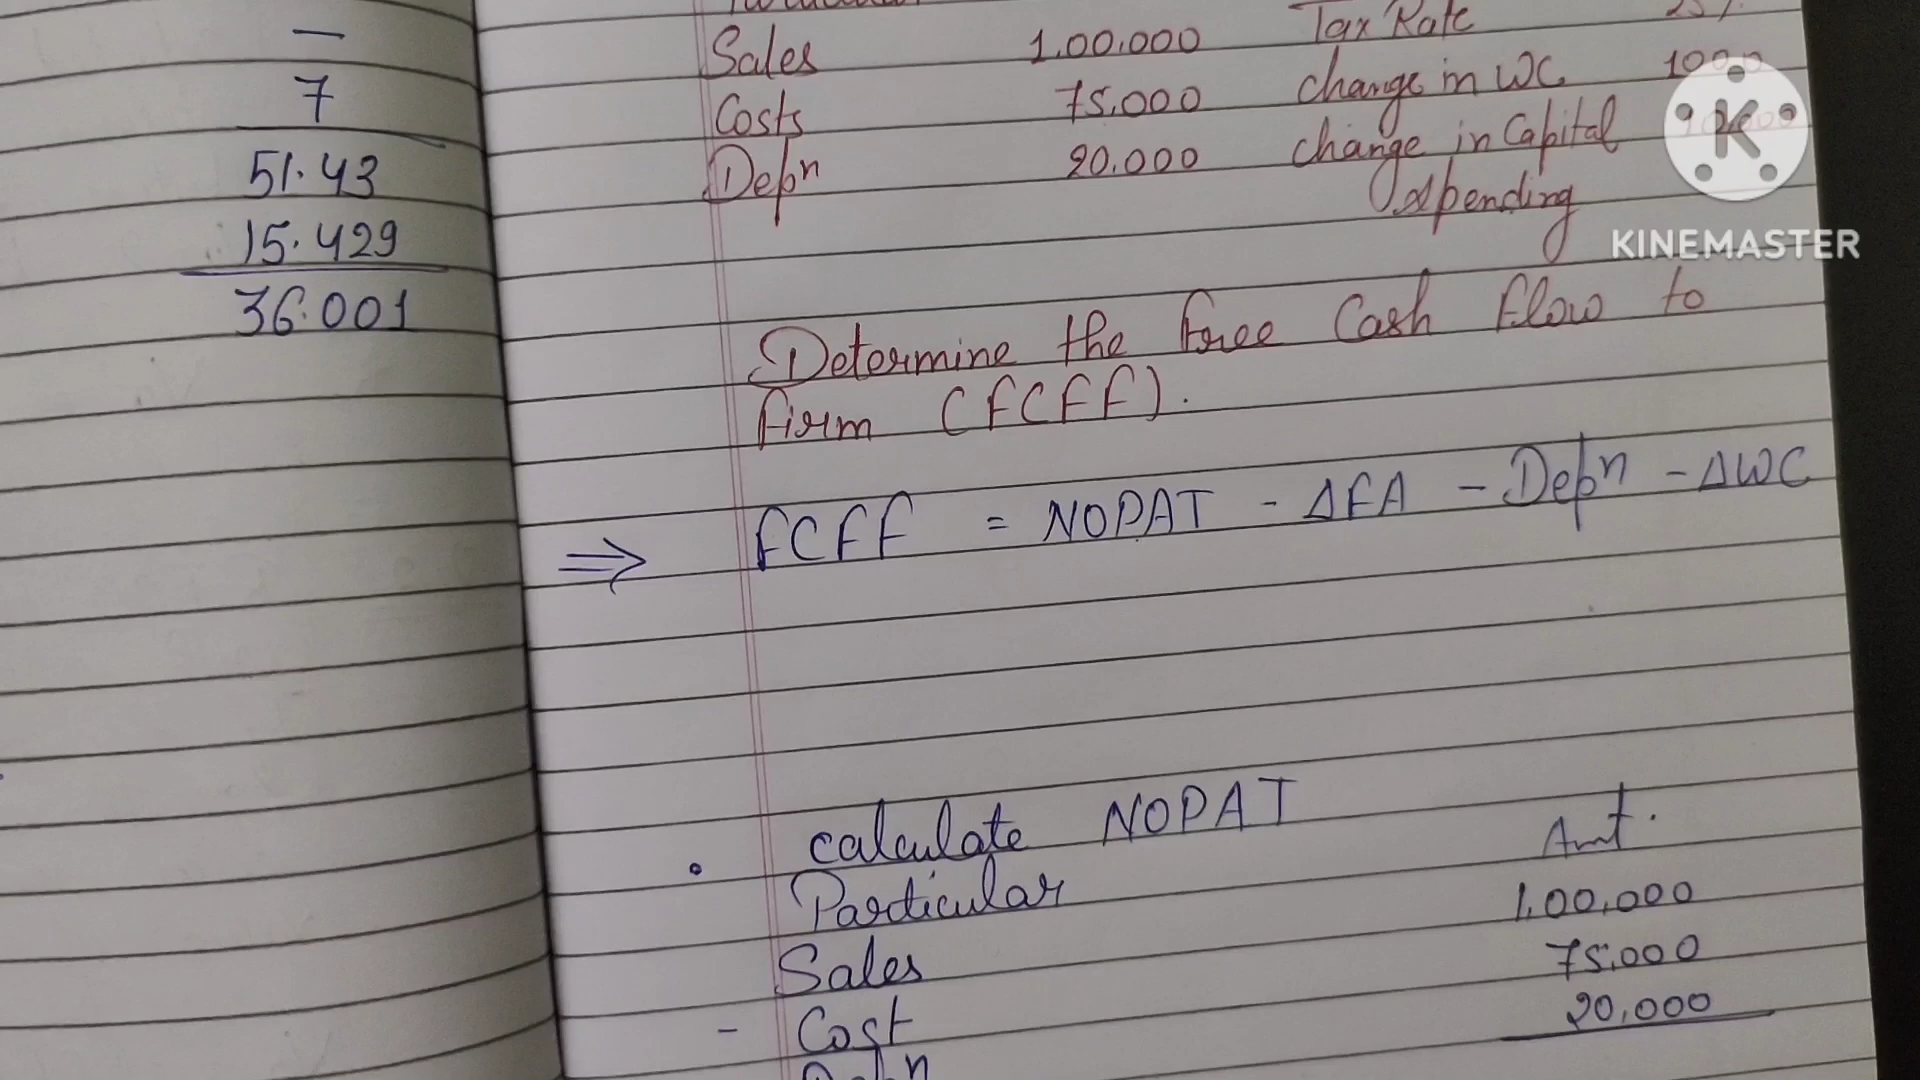 7
51.43
15.429
36.001
Sales 1,00,000 Tax Rate
Costs 75,000 change in WC 1000
Depn 20,000 change in Capital
spending
KINEMASTER
Determine the free Cash flow to
firm (FCFF).
⇒ FCFF = NOPAT - ΔFA - Depn - ΔWC
• calculate NOPAT
Particular Amt.
Sales 1,00,000
- Cost 75,000
Depn 20,000